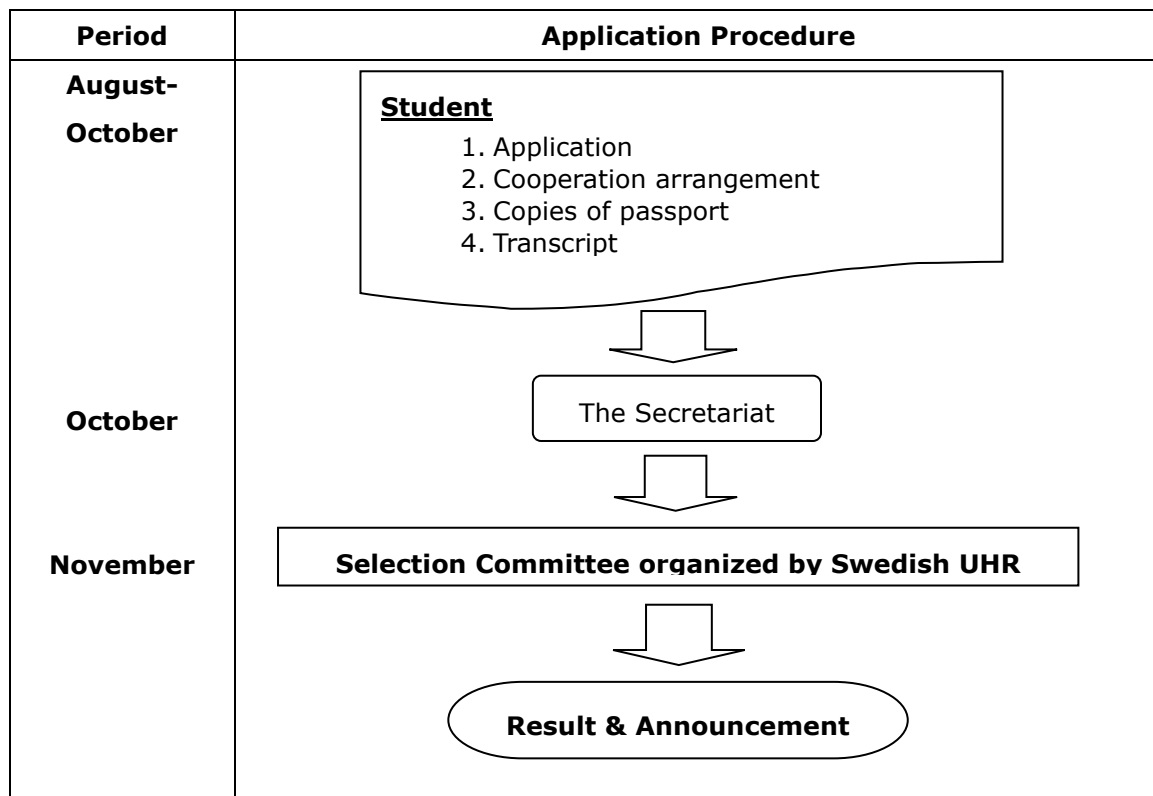 Period
Application Procedure
August-
October
Student
1. Application
2. Cooperation arrangement
3. Copies of passport
4. Transcript
October
The Secretariat
November
Selection Committee organized by Swedish UHR
Result & Announcement